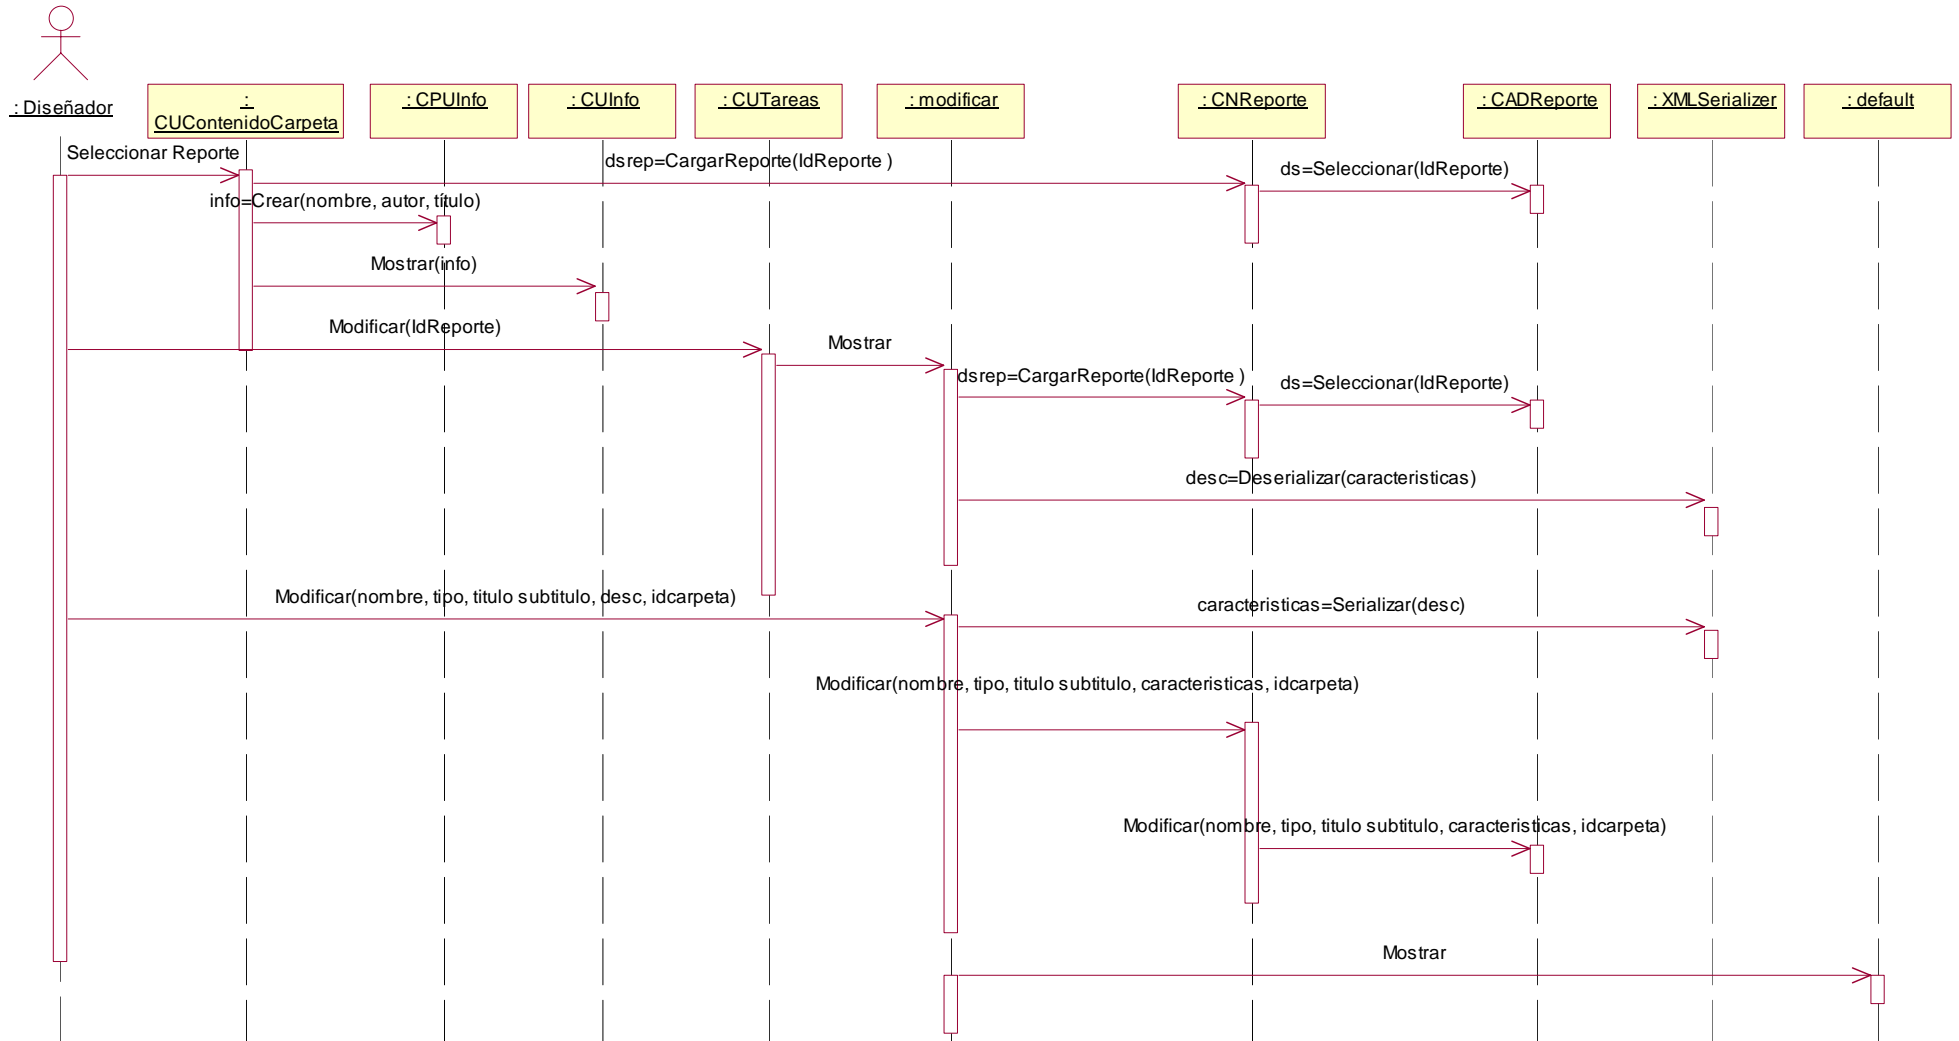 : Diseñador
:
CUContenidoCarpeta
: CPUInfo
: CUInfo
: CUTareas
: modificar
: CNReporte
: CADReporte
: XMLSerializer
: default
Seleccionar Reporte
dsrep=CargarReporte(IdReporte )
ds=Seleccionar(IdReporte)
info=Crear(nombre, autor, título)
Mostrar(info)
Modificar(IdReporte)
Mostrar
dsrep=CargarReporte(IdReporte )
ds=Seleccionar(IdReporte)
desc=Deserializar(caracteristicas)
Modificar(nombre, tipo, titulo subtitulo, desc, idcarpeta)
caracteristicas=Serializar(desc)
Modificar(nombre, tipo, titulo subtitulo, caracteristicas, idcarpeta)
Modificar(nombre, tipo, titulo subtitulo, caracteristicas, idcarpeta)
Mostrar